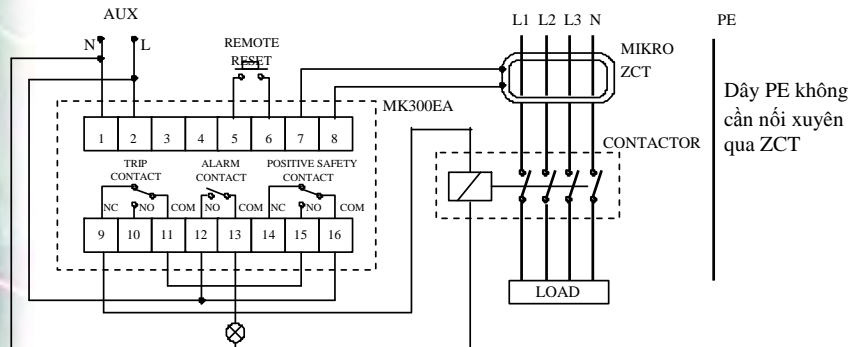 AUX
N
L
REMOTE
RESET
L1 L2 L3 N
PE
MIKRO
ZCT
MK300EA
1 2 3 4 5 6 7 8
Dây PE không
cần nối xuyên
qua ZCT
CONTACTOR
TRIP
CONTACT
ALARM
CONTACT
POSITIVE SAFETY
CONTACT
NC NO COM NO COM NC NO COM
9 10 11 12 13 14 15 16
LOAD